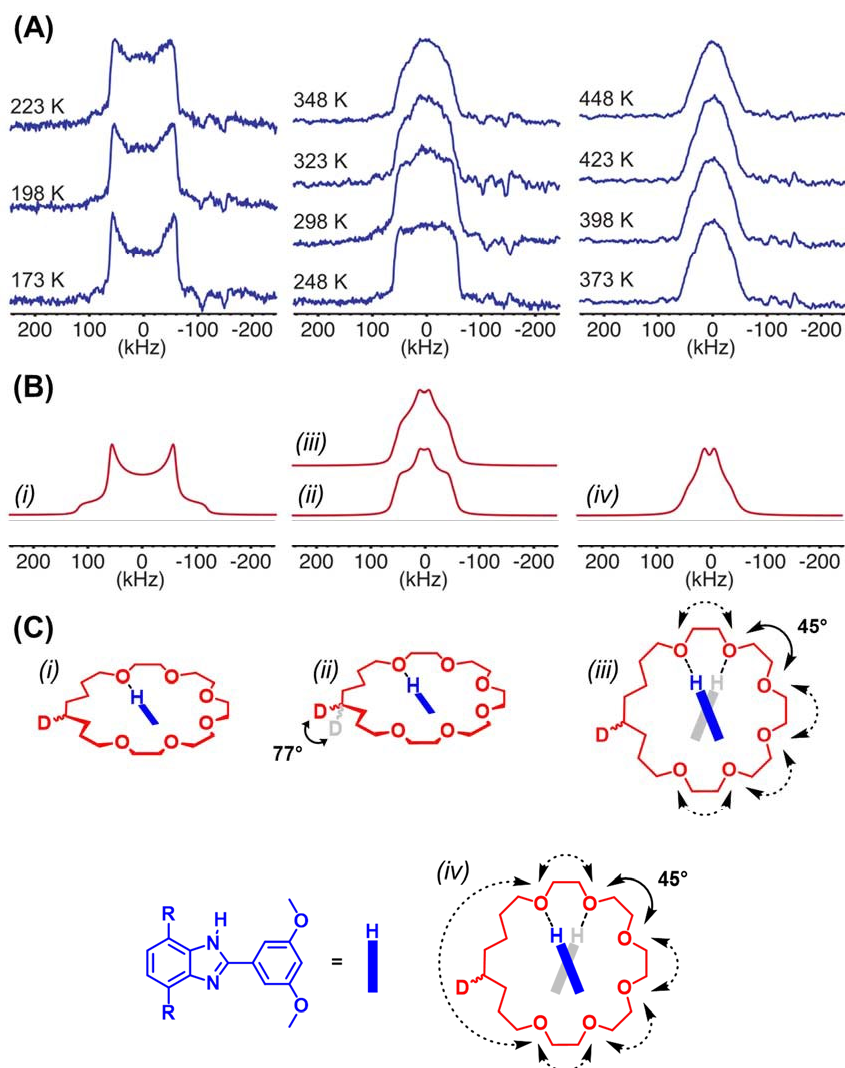 (A)
223 K
198 K
173 K
348 K
323 K
298 K
248 K
448 K
423 K
398 K
373 K
200 100 0 -100 -200
(kHz)
200 100 0 -100 -200
(kHz)
200 100 0 -100 -200
(kHz)
(B)
(i)
(iii)
(ii)
(iv)
200 100 0 -100 -200
(kHz)
200 100 0 -100 -200
(kHz)
200 100 0 -100 -200
(kHz)
(C)
(i)
O O
H O
D
O
O O
(ii)
O O
H O
D
D
O
O O
77°
(iii)
45°
O O
H H
O
D
O
O O
R H
N
O
N
O
R
=
H
(iv)
45°
O O
H H
O
D
O
O O